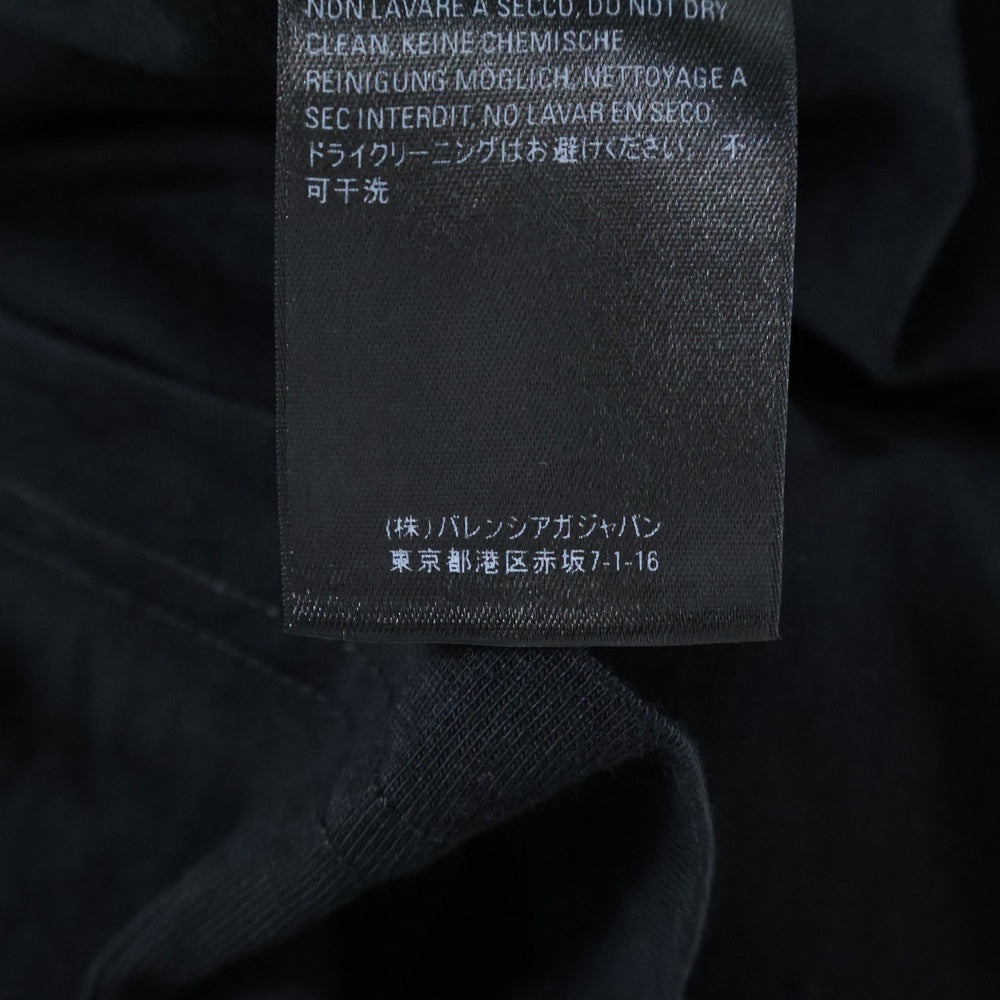 NON LAVARE A SECCO, DO NOT DRY
CLEAN, KEINE CHEMISCHE
REINIGUNG MÖGLICH, NETTOYAGE A
SEC INTERDIT, NO LAVAR EN SECO,
ドライクリーニングはお避けください, 不
可干洗
(株)バレンシアガジャパン
東京都港区赤坂7-1-16